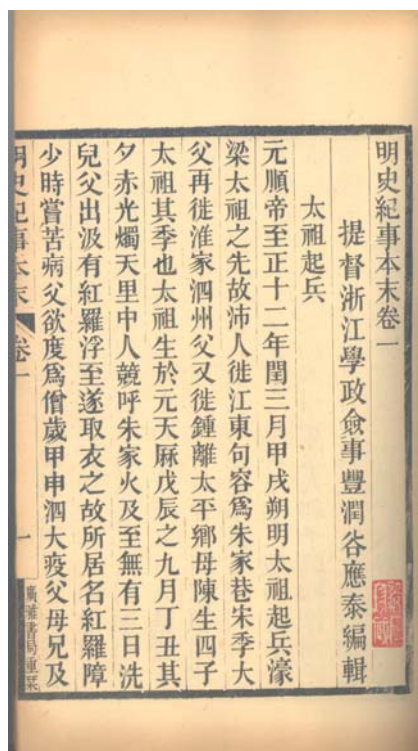 明史紀事本末卷一
提督浙江學政僉事豐潤谷應泰編輯
太祖起兵
元順帝至正十二年閏三月甲戌朔明太祖起兵濠
梁太祖之先故沛人徙江東句容爲朱家巷宋季大
父再徙淮家泗州父又徙鍾離太平鄉母陳生四子
太祖其季也太祖生於元天厤戊辰之九月丁丑其
夕赤光燭天里中人競呼朱家火及至無有三日洗
兒父出汲有紅羅浮至遂取衣之故所居名紅羅障
少時嘗苦病父欲度爲僧歲甲申泗大疫父母兄及
明史紀事本末 卷一 一
廣雅書局